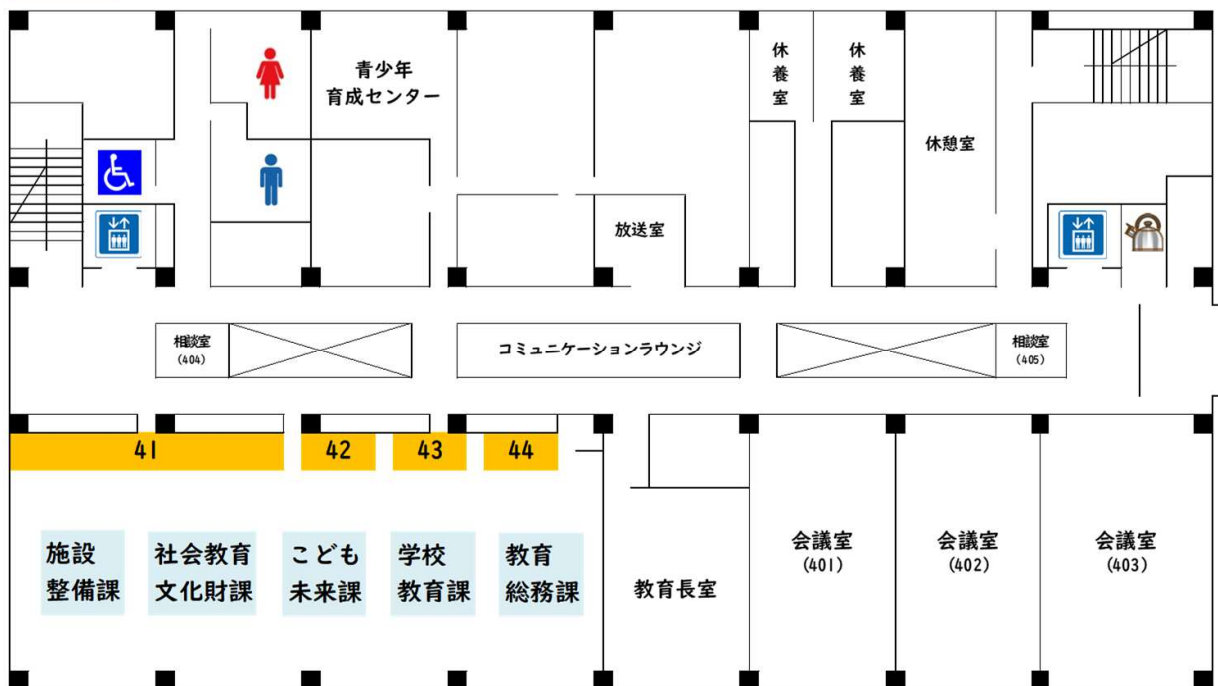 青少年
育成センター
休養室
休養室
休憩室
放送室
相談室
(404)
コミュニケーションラウンジ
相談室
(405)
41
42
43
44
施設
整備課
社会教育
文化財課
こども
未来課
学校
教育課
教育
総務課
教育長室
会議室
(401)
会議室
(402)
会議室
(403)